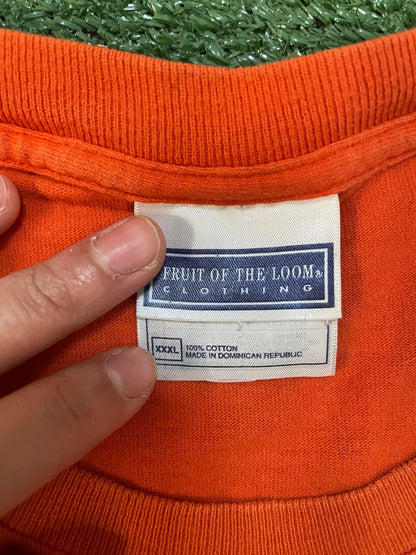 FRUIT OF THE LOOM®
CLOTHING
XXXL
100% COTTON
MADE IN DOMINICAN REPUBLIC